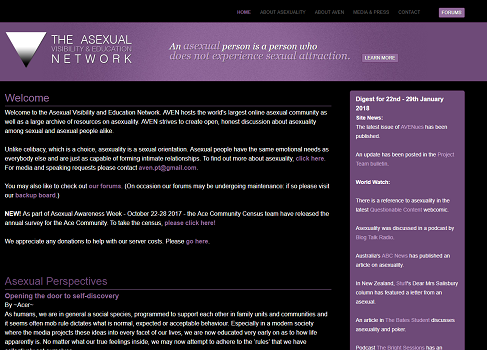 HOME ABOUT ASEXUALITY ABOUT AVEN MEDIA & PRESS CONTACT FORUMS
THE ASEXUAL
VISIBILITY & EDUCATION
NETWORK
An asexual person is a person who
does not experience sexual attraction.
LEARN MORE
Welcome
Welcome to the Asexual Visibility and Education Network. AVEN hosts the world's largest online asexual community as
well as a large archive of resources on asexuality. AVEN strives to create open, honest discussion about asexuality
among sexual and asexual people alike.
Unlike celibacy, which is a choice, asexuality is a sexual orientation. Asexual people have the same emotional needs as
everybody else and are just as capable of forming intimate relationships. To find out more about asexuality, click here.
For media and speaking requests please contact aven.pt@gmail.com.
You may also like to check out our forums. (On occasion our forums may be undergoing maintenance: if so please visit
our backup board.)
NEW! As part of Asexual Awareness Week - October 22-28 2017 - the Ace Community Census team have released the
annual survey for the Ace Community. To take the census, please click here!
We appreciate any donations to help with our server costs. Please go here.
Asexual Perspectives
Opening the door to self-discovery
By ~Acer~
As humans, we are in general a social species, programmed to support each other in family units and communities and
it seems often mob rule dictates what is normal, expected or acceptable behaviour. Especially in a modern society
where the media projects these ideas into every facet of our lives, we are now educated very early on as to how life
apparently is. No matter what our true feelings inside, we may now attempt to adhere to the 'rules' that we have
Digest for 22nd - 29th January
2018
Site News:
The latest issue of AVENues has been
published.
An update has been posted in the Project
Team bulletin.
World Watch:
There is a reference to asexuality in the
latest Questionable Content webcomic.
Asexuality was discussed in a podcast by
Blog Talk Radio.
Australia's ABC News has published an
article on asexuality.
In New Zealand, Stuff's Dear Mrs Salisbury
column has featured a letter from an
asexual.
An article in The Bates Student discusses
asexuality and poker.
Podcast The Bright Sessions has an